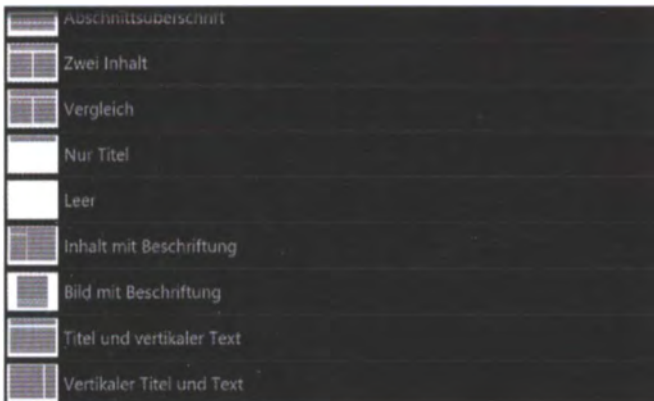 Abschnittsüberschrift
Zwei Inhalt
Vergleich
Nur Titel
Leer
Inhalt mit Beschriftung
Bild mit Beschriftung
Titel und vertikaler Text
Vertikaler Titel und Text